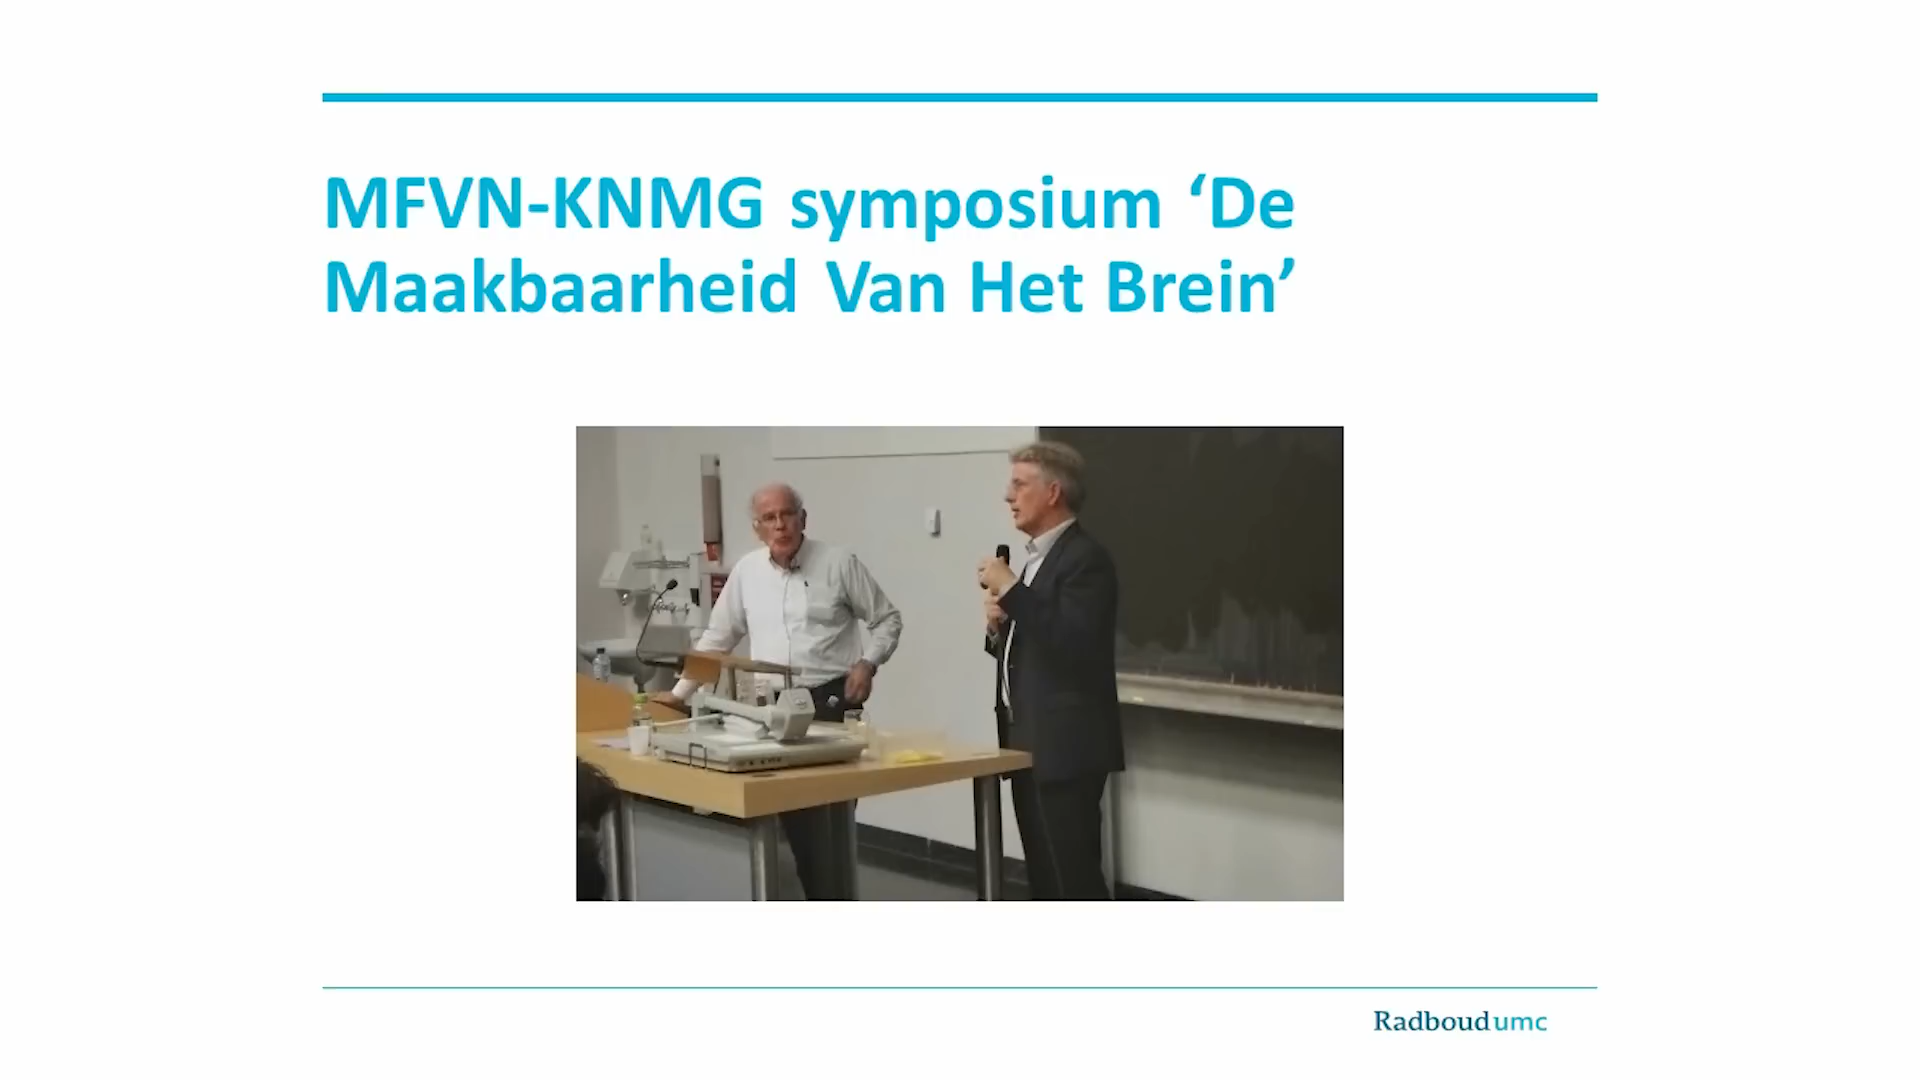 MFVN-KNMG symposium ‘De
Maakbaarheid Van Het Brein’
Radboudumc